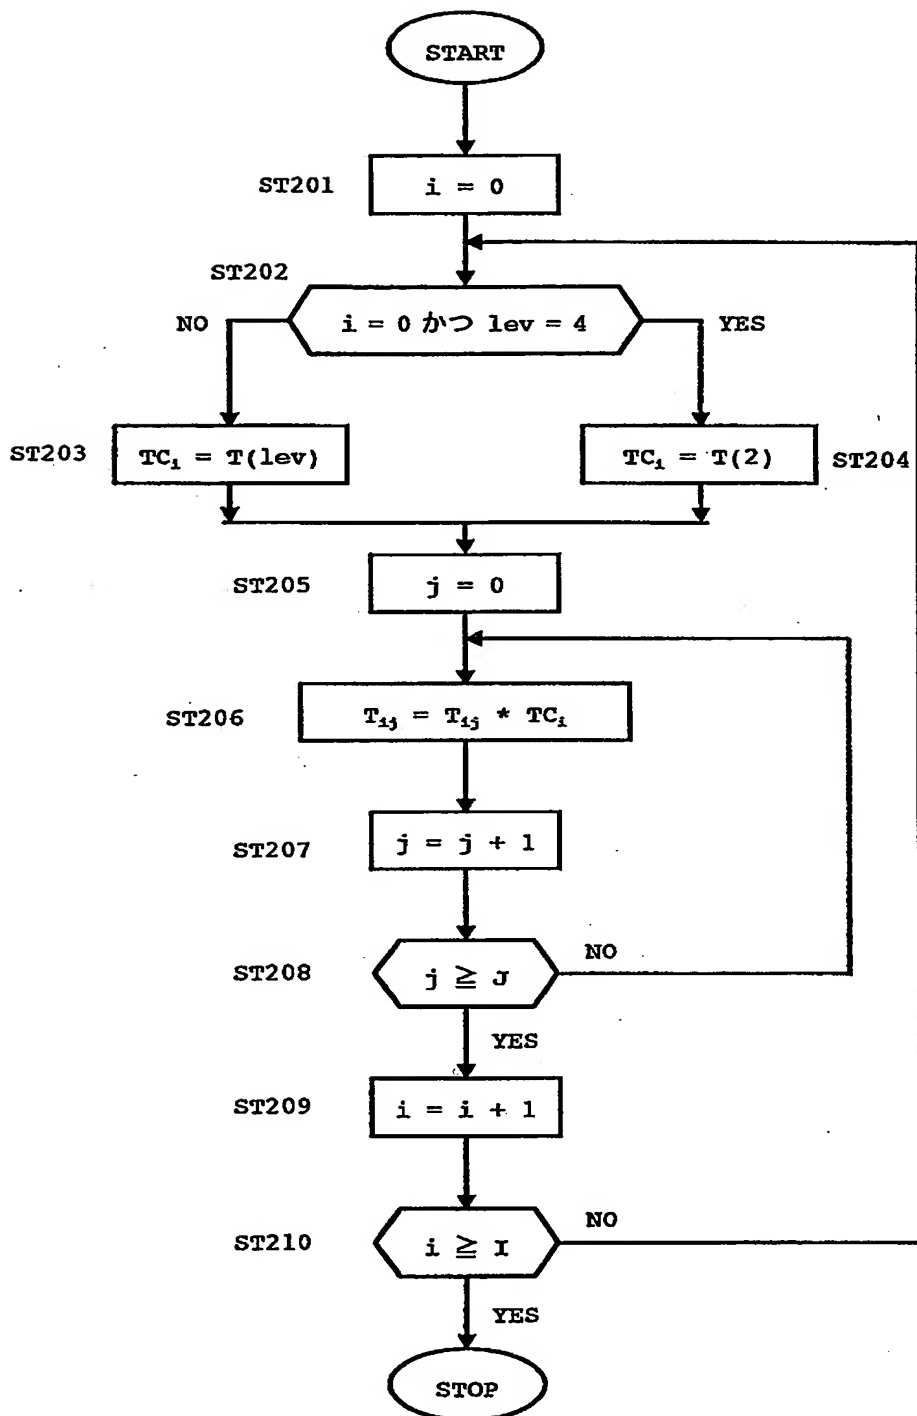 START
ST201
i = 0
ST202
NO
i = 0 かつ lev = 4
YES
ST203
TCi = T(lev)
TCi = T(2)
ST204
ST205
j = 0
ST206
Tij = Tij * TCi
ST207
j = j + 1
ST208
j ≧ J
NO
YES
ST209
i = i + 1
ST210
i ≧ I
NO
YES
STOP